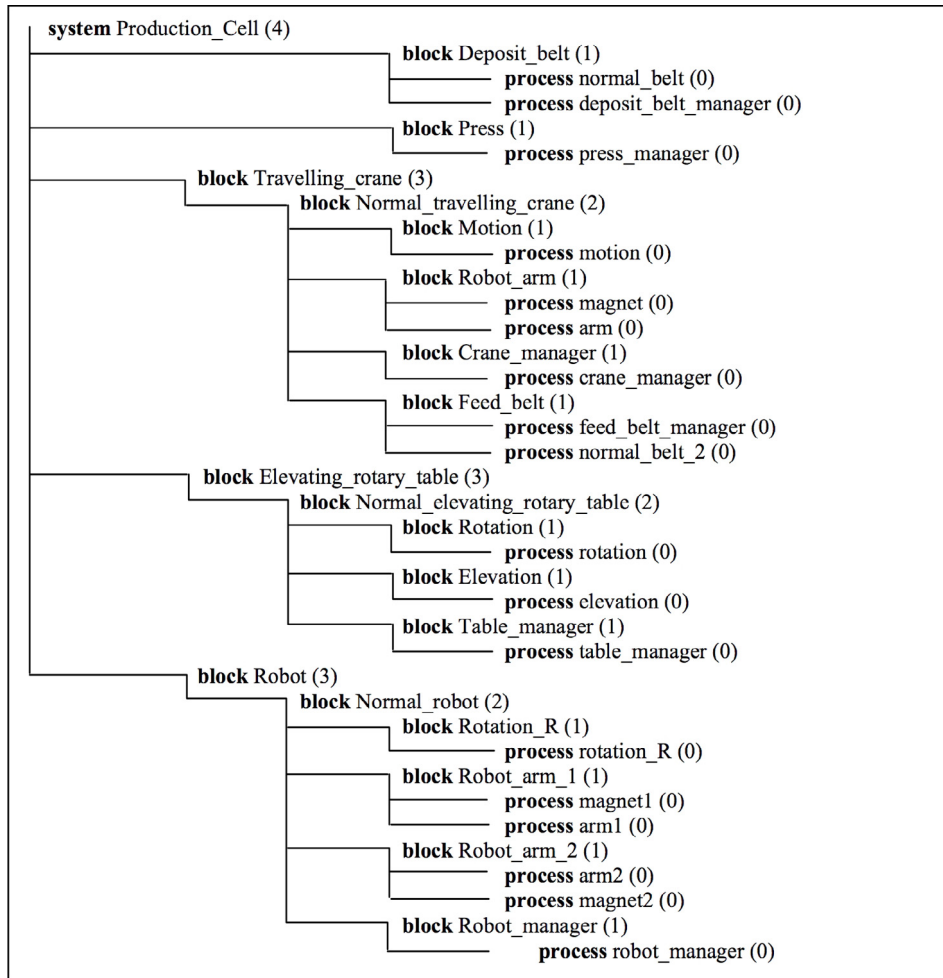 system Production_Cell (4)
block Deposit_belt (1)
process normal_belt (0)
process deposit_belt_manager (0)
block Press (1)
process press_manager (0)
block Travelling_crane (3)
block Normal_travelling_crane (2)
block Motion (1)
process motion (0)
block Robot_arm (1)
process magnet (0)
process arm (0)
block Crane_manager (1)
process crane_manager (0)
block Feed_belt (1)
process feed_belt_manager (0)
process normal_belt_2 (0)
block Elevating_rotary_table (3)
block Normal_elevating_rotary_table (2)
block Rotation (1)
process rotation (0)
block Elevation (1)
process elevation (0)
block Table_manager (1)
process table_manager (0)
block Robot (3)
block Normal_robot (2)
block Rotation_R (1)
process rotation_R (0)
block Robot_arm_1 (1)
process magnet1 (0)
process arm1 (0)
block Robot_arm_2 (1)
process arm2 (0)
process magnet2 (0)
block Robot_manager (1)
process robot_manager (0)